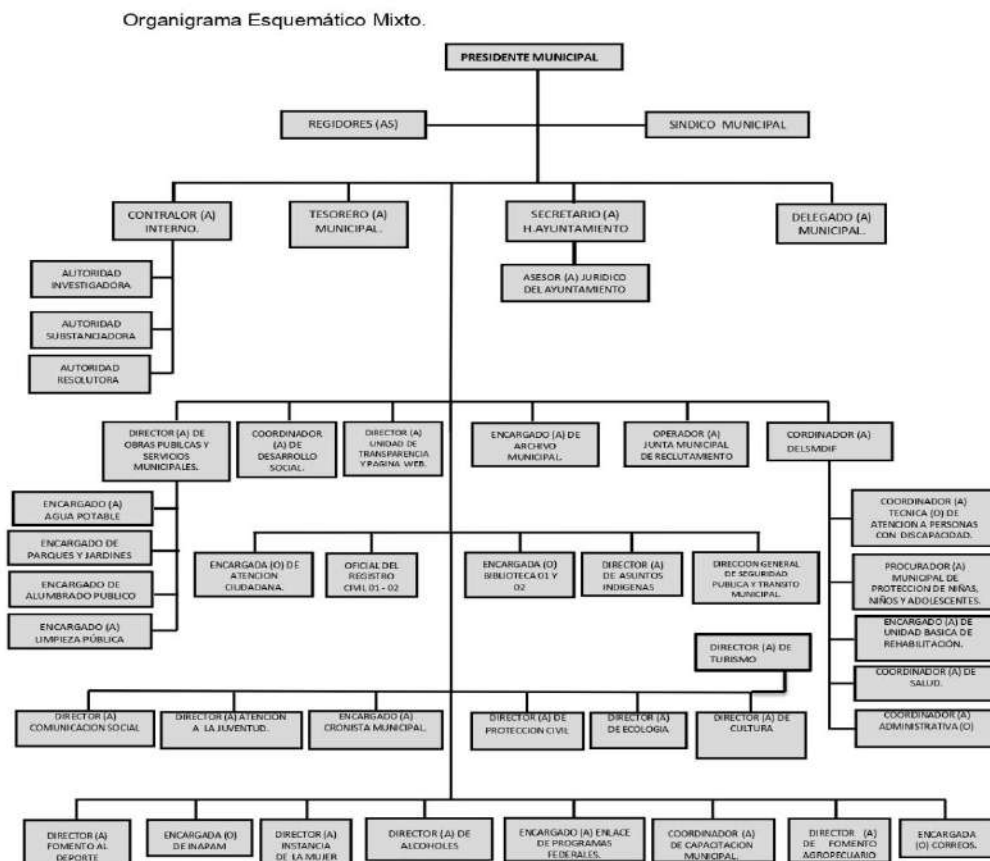 Organigrama Esquemático Mixto.
PRESIDENTE MUNICIPAL
REGIDORES (AS)
SINDICO MUNICIPAL
CONTRALOR (A)
INTERNO.
TESORERO (A)
MUNICIPAL.
SECRETARIO (A)
H.AYUNTAMIENTO
DELEGADO (A)
MUNICIPAL.
AUTORIDAD
INVESTIGADORA
AUTORIDAD
SUBSTANCIADORA
AUTORIDAD
RESOLUTORA
ASESOR (A) JURIDICO
DEL AYUNTAMIENTO
DIRECTOR (A) DE
OBRAS PUBILCAS Y
SERVICIOS
MUNICIPALES.
COORDINADOR
(A) DE
DESARROLLO
SOCIAL.
DIRECTOR (A)
UNIDAD DE
TRANSPARENCIA
Y PAGINA WEB.
ENCARGADO (A) DE
ARCHIVO
MUNICIPAL.
OPERADOR (A)
JUNTA MUNICIPAL
DE RECLUTAMIENTO
CORDINADOR (A)
DELSMDIF
ENCARGADO (A)
AGUA POTABLE
ENCARGADO DE
PARQUES Y JARDINES
ENCARGADO DE
ALUMBRADO PUBLICO
ENCARGADO (A)
LIMPIEZA PÚBLICA
COORDINADOR (A)
TECNICA (O) DE
ATENCION A PERSONAS
CON DISCAPACIDAD.
PROCURADOR (A)
MUNICIPAL DE
PROTECCION DE NIÑAS,
NIÑOS Y ADOLESCENTES.
ENCARGADO (A) DE
UNIDAD BASICA DE
REHABILITACIÓN.
COORDINADOR (A) DE
SALUD.
COORDINADOR (A)
ADMINISTRATIVA (O)
ENCARGADA (O) DE
ATENCION
CIUDADANA.
OFICIAL DEL
REGISTRO
CIVIL 01 - 02
ENCARGADA (O)
BIBLIOTECA 01 Y
02
DIRECTOR (A)
DE ASUNTOS
INDIGENAS
DIRECCION GENERAL
DE SEGURIDAD
PUBLICA Y TRANSITO
MUNICIPAL.
DIRECTOR (A) DE
TURISMO
DIRECTOR (A)
COMUNICACION SOCIAL
DIRECTOR (A) ATENCION
A LA JUVENTUD.
ENCARGADO (A)
CRONISTA MUNICIPAL.
DIRECTOR (A) DE
PROTECCION CIVIL
DIRECTOR (A)
DE ECOLOGIA
DIRECTOR (A) DE
CULTURA
DIRECTOR (A)
FOMENTO AL
DEPORTE
ENCARGADA (O)
DE INAPAM
DIRECTOR (A)
INSTANCIA
DE LA MUJER
DIRECTOR (A) DE
ALCOHOLES
ENCARGADO (A) ENLACE
DE PROGRAMAS
FEDERALES.
COORDINADOR (A)
DE CAPACITACION
MUNICIPAL.
DIRECTOR (A)
DE FOMENTO
AGROPECUARIO
ENCARGADA
(O) CORREOS.